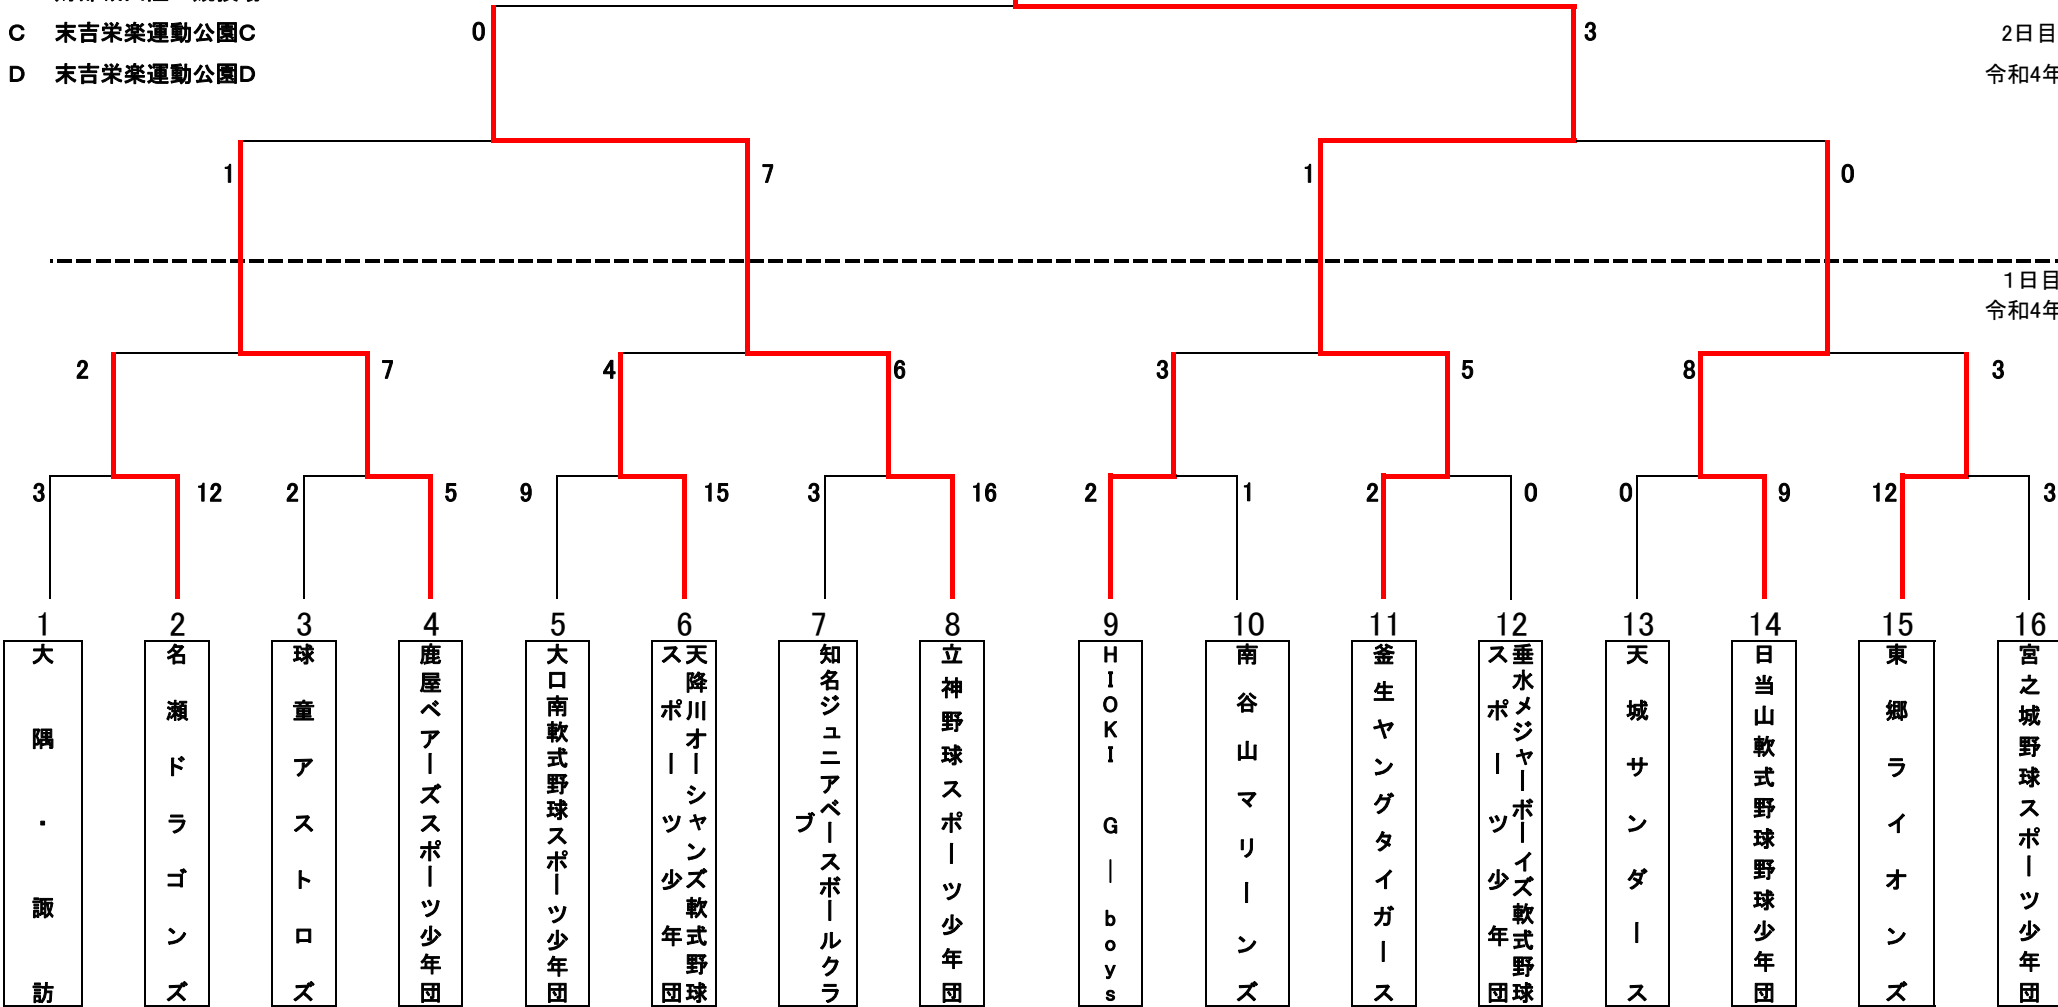 C 末吉栄楽運動公園C
D 末吉栄楽運動公園D
0
3
2日目
令和4年
1
7
1
0
1日目
令和4年
2
7
4
6
3
5
8
3
3
12
2
5
9
15
3
16
2
1
2
0
0
9
12
3
1
2
3
4
5
6
7
8
9
10
11
12
13
14
15
16
大隅・諏訪
名瀬ドラゴンズ
球童アストロズ
鹿屋ベアーズスポーツ少年団
大口南軟式野球スポーツ少年団
天降川オーシャンズ軟式野球
スポーツ少年団
知名ジュニアベースボールクラ
ブ
立神野球スポーツ少年団
HIOKI G-boys
南谷山マリーンズ
釜生ヤングタイガース
垂水メジャーボーイズ軟式野球
スポーツ少年団
天城サンダース
日当山軟式野球野球少年団
東郷ライオンズ
宮之城野球スポーツ少年団